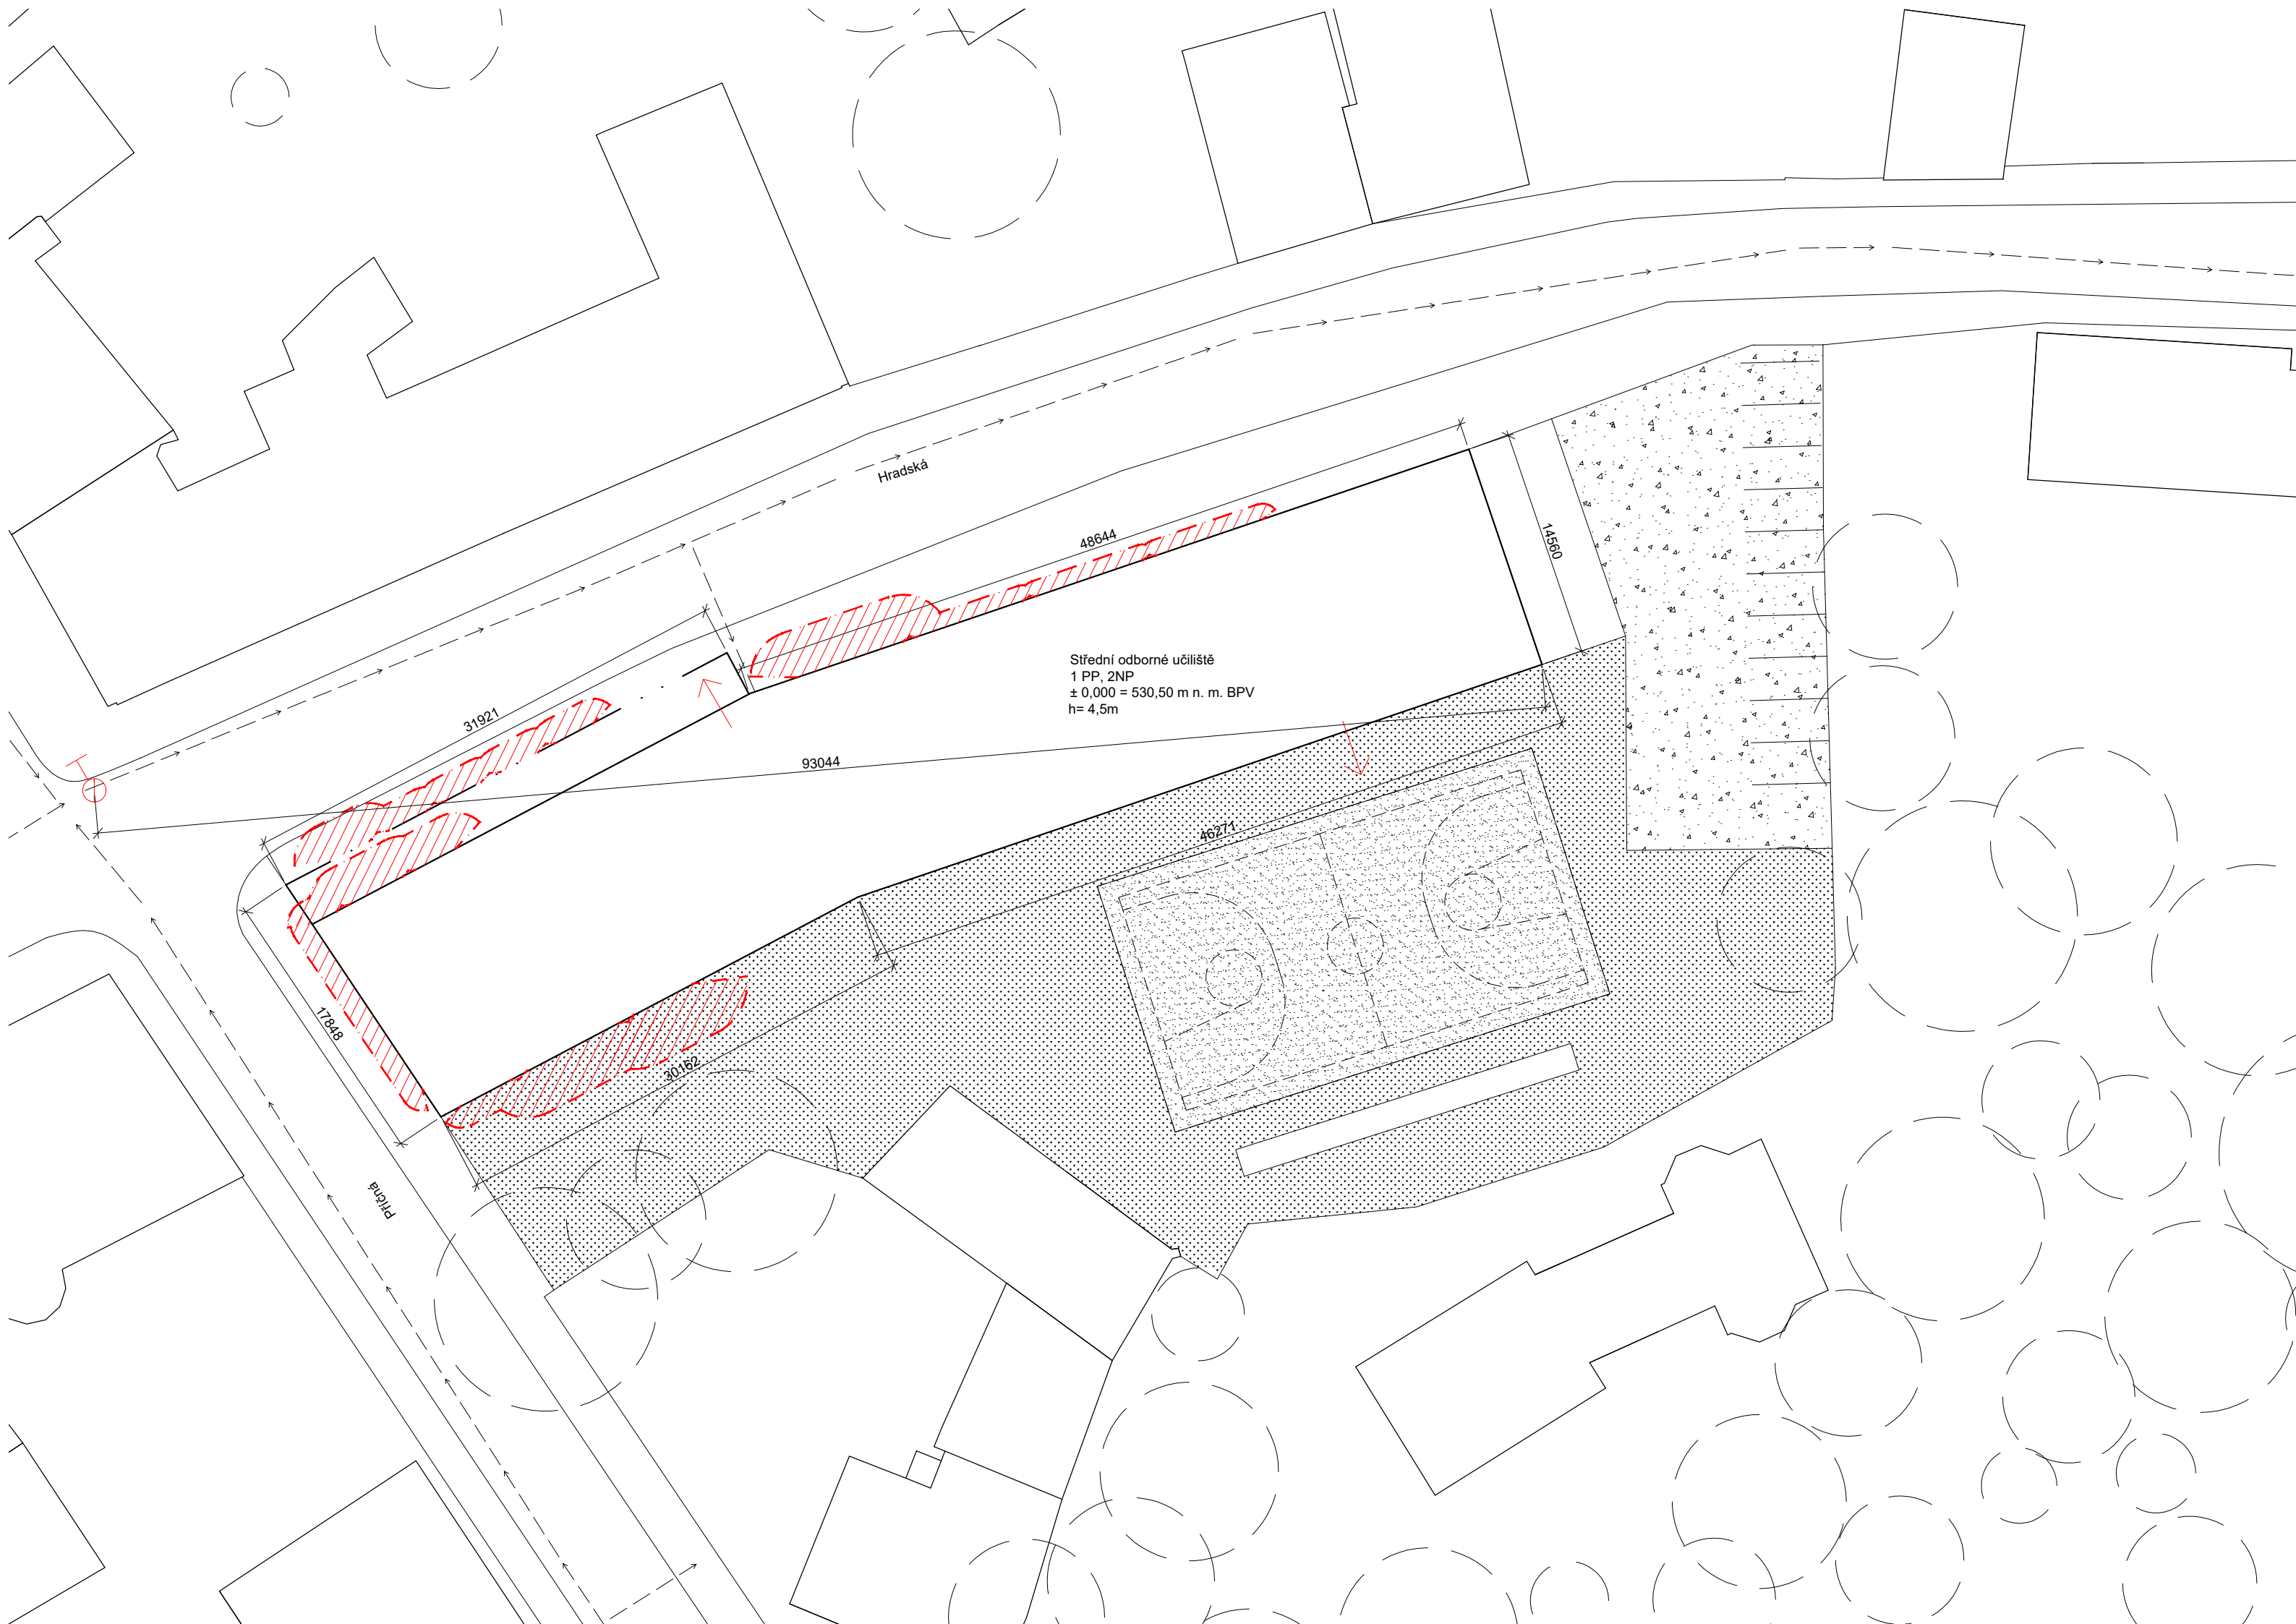 Hradská
48644
14560
Střední odborné učiliště
1 PP, 2NP
± 0,000 = 530,50 m n. m. BPV
h= 4,5m
31921
93044
46271
17848
30162
Příčná